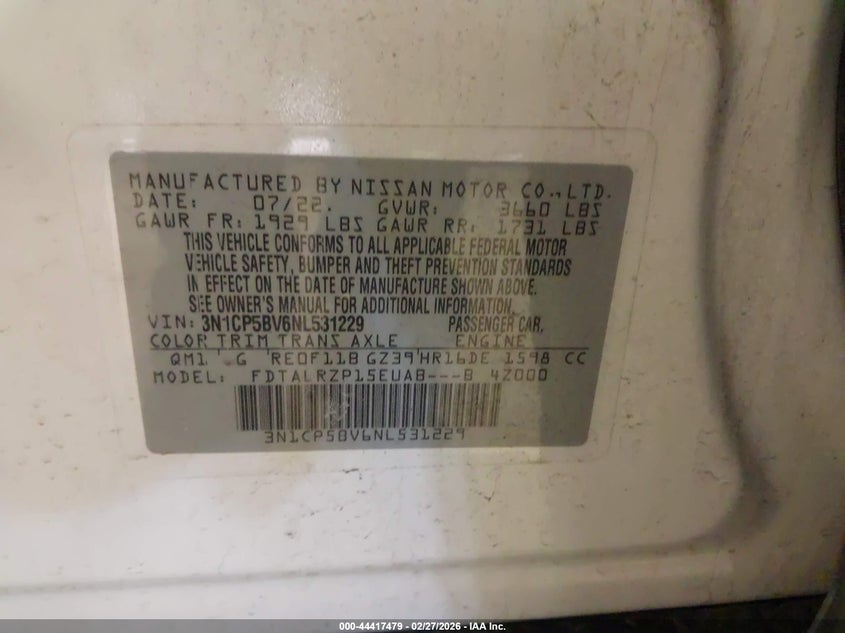 MANUFACTURED BY NISSAN MOTOR CO., LTD.
DATE: 07/22. GVWR: 3660 LBS
GAWR FR: 1929 LBS GAWR RR: 1731 LBS
THIS VEHICLE CONFORMS TO ALL APPLICABLE FEDERAL MOTOR
VEHICLE SAFETY, BUMPER AND THEFT PREVENTION STANDARDS
IN EFFECT ON THE DATE OF MANUFACTURE SHOWN ABOVE.
SEE OWNER'S MANUAL FOR ADDITIONAL INFORMATION.
VIN: 3N1CP5BV6NL531229 PASSENGER CAR.
COLOR TRIM TRANS AXLE ENGINE
QM1 G RE0F11B GZ39 HR16DE 1598 CC
MODEL: FDTALRZP15EUAB---B 4Z000
3N1CP5BV6NL531229
000-44417479 - 02/27/2026 - IAA Inc.